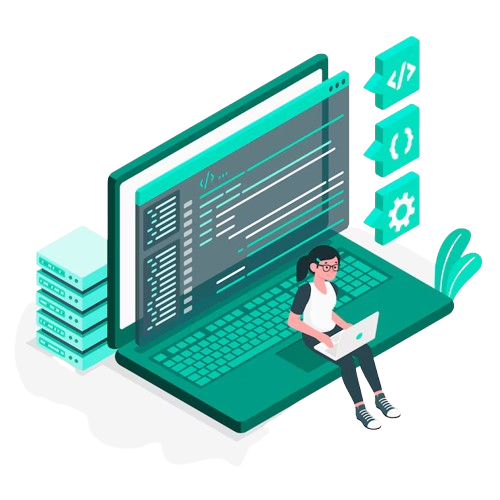 </> ...
</>
{ }